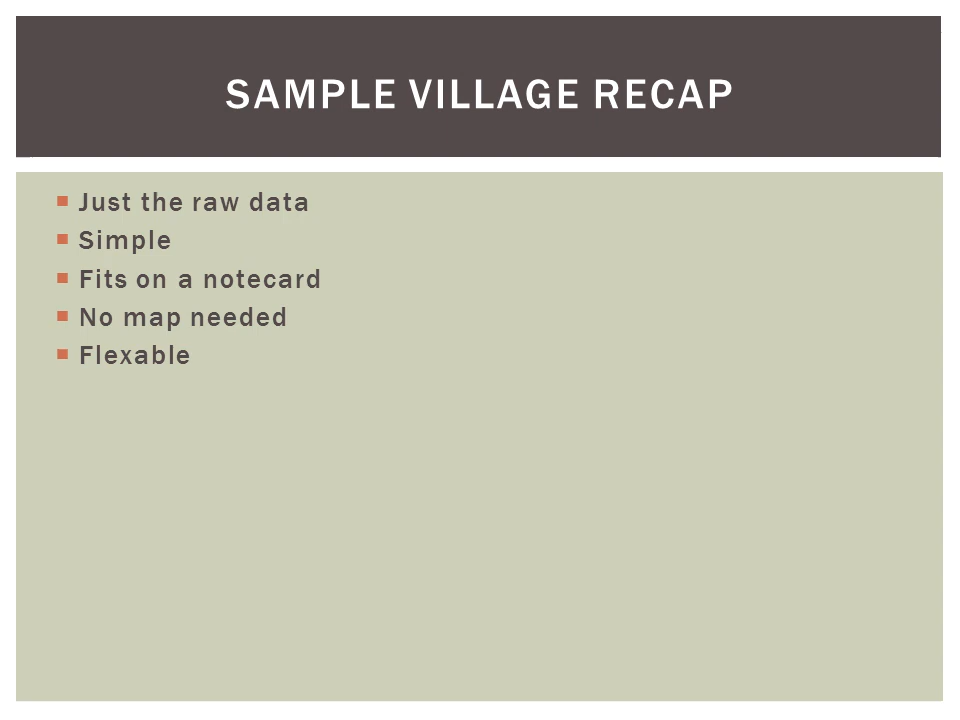 SAMPLE VILLAGE RECAP
Just the raw data
Simple
Fits on a notecard
No map needed
Flexable